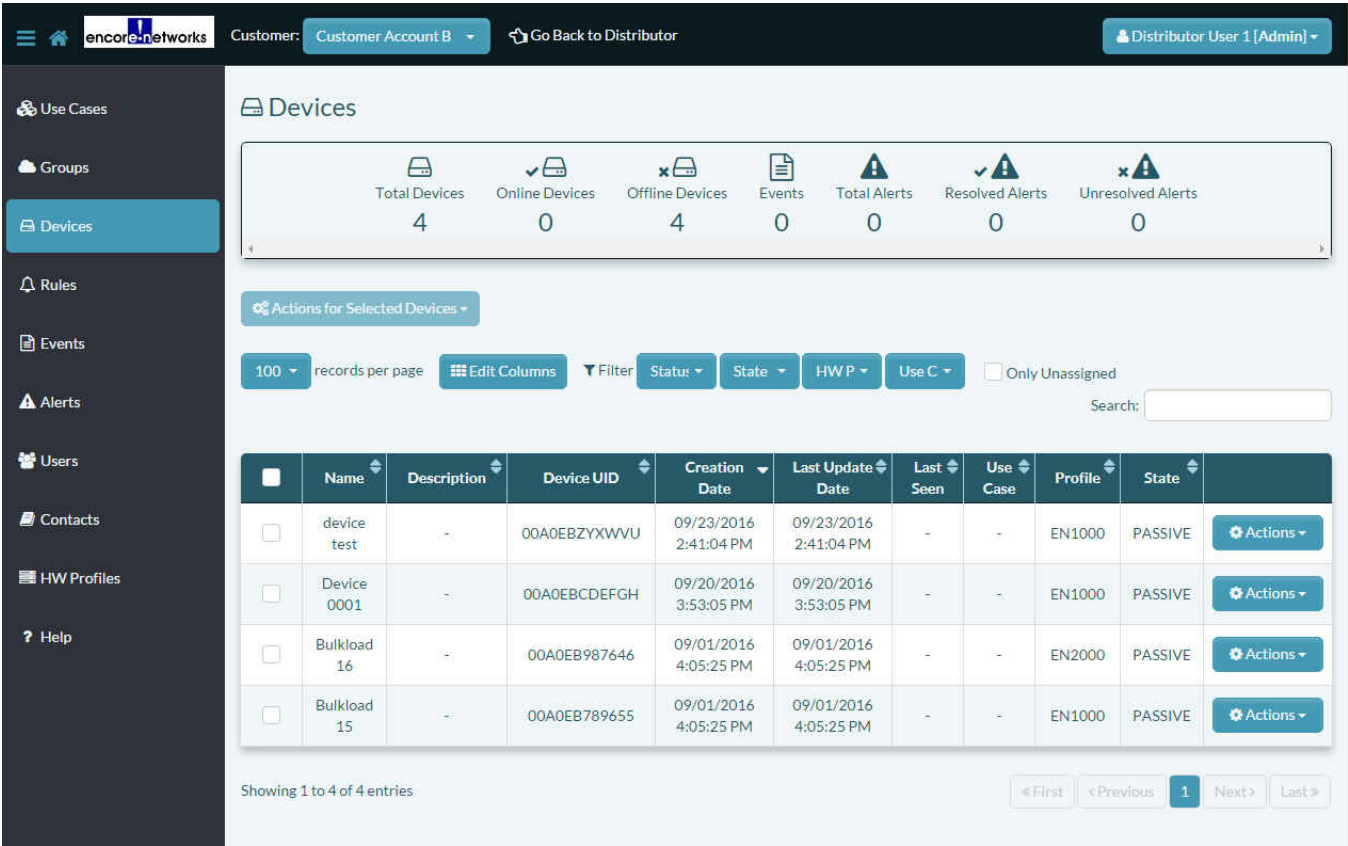 encore networks Customer: Customer Account B Go Back to Distributor Distributor User 1 [Admin]
Use Cases
Groups
Devices
Rules
Events
Alerts
Users
Contacts
HW Profiles
? Help
Devices
Total Devices Online Devices Offline Devices Events Total Alerts Resolved Alerts Unresolved Alerts
4 0 4 0 0 0 0
Actions for Selected Devices
100 records per page Edit Columns Filter Status State HW P Use C Only Unassigned
Search:
Name Description Device UID Creation Date Last Update Date Last Seen Use Case Profile State
device test - 00A0EBZYXWVU 09/23/2016 2:41:04 PM 09/23/2016 2:41:04 PM - - EN1000 PASSIVE Actions
Device 0001 - 00A0EBCDEFGH 09/20/2016 3:53:05 PM 09/20/2016 3:53:05 PM - - EN1000 PASSIVE Actions
Bulkload 16 - 00A0EB987646 09/01/2016 4:05:25 PM 09/01/2016 4:05:25 PM - - EN2000 PASSIVE Actions
Bulkload 15 - 00A0EB789655 09/01/2016 4:05:25 PM 09/01/2016 4:05:25 PM - - EN1000 PASSIVE Actions
Showing 1 to 4 of 4 entries «First <Previous 1 Next> Last»